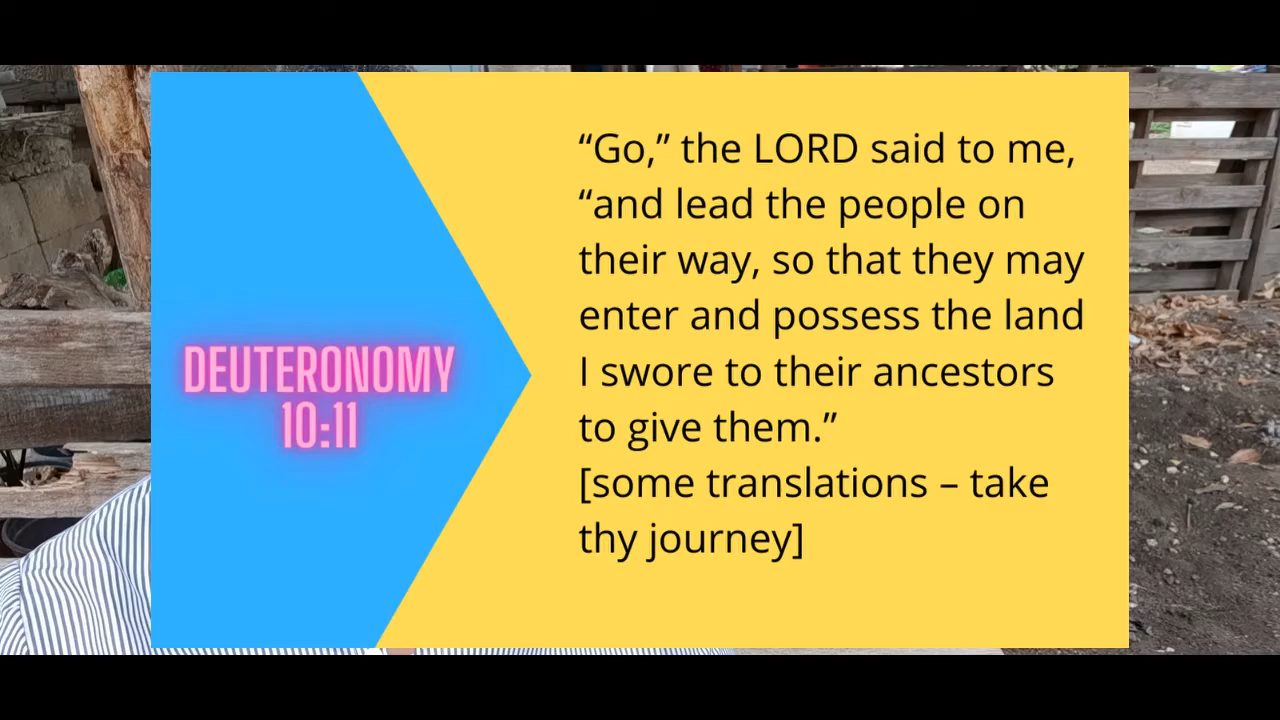 DEUTERONOMY
10:11
“Go,” the LORD said to me,
“and lead the people on
their way, so that they may
enter and possess the land
I swore to their ancestors
to give them.”
[some translations – take
thy journey]